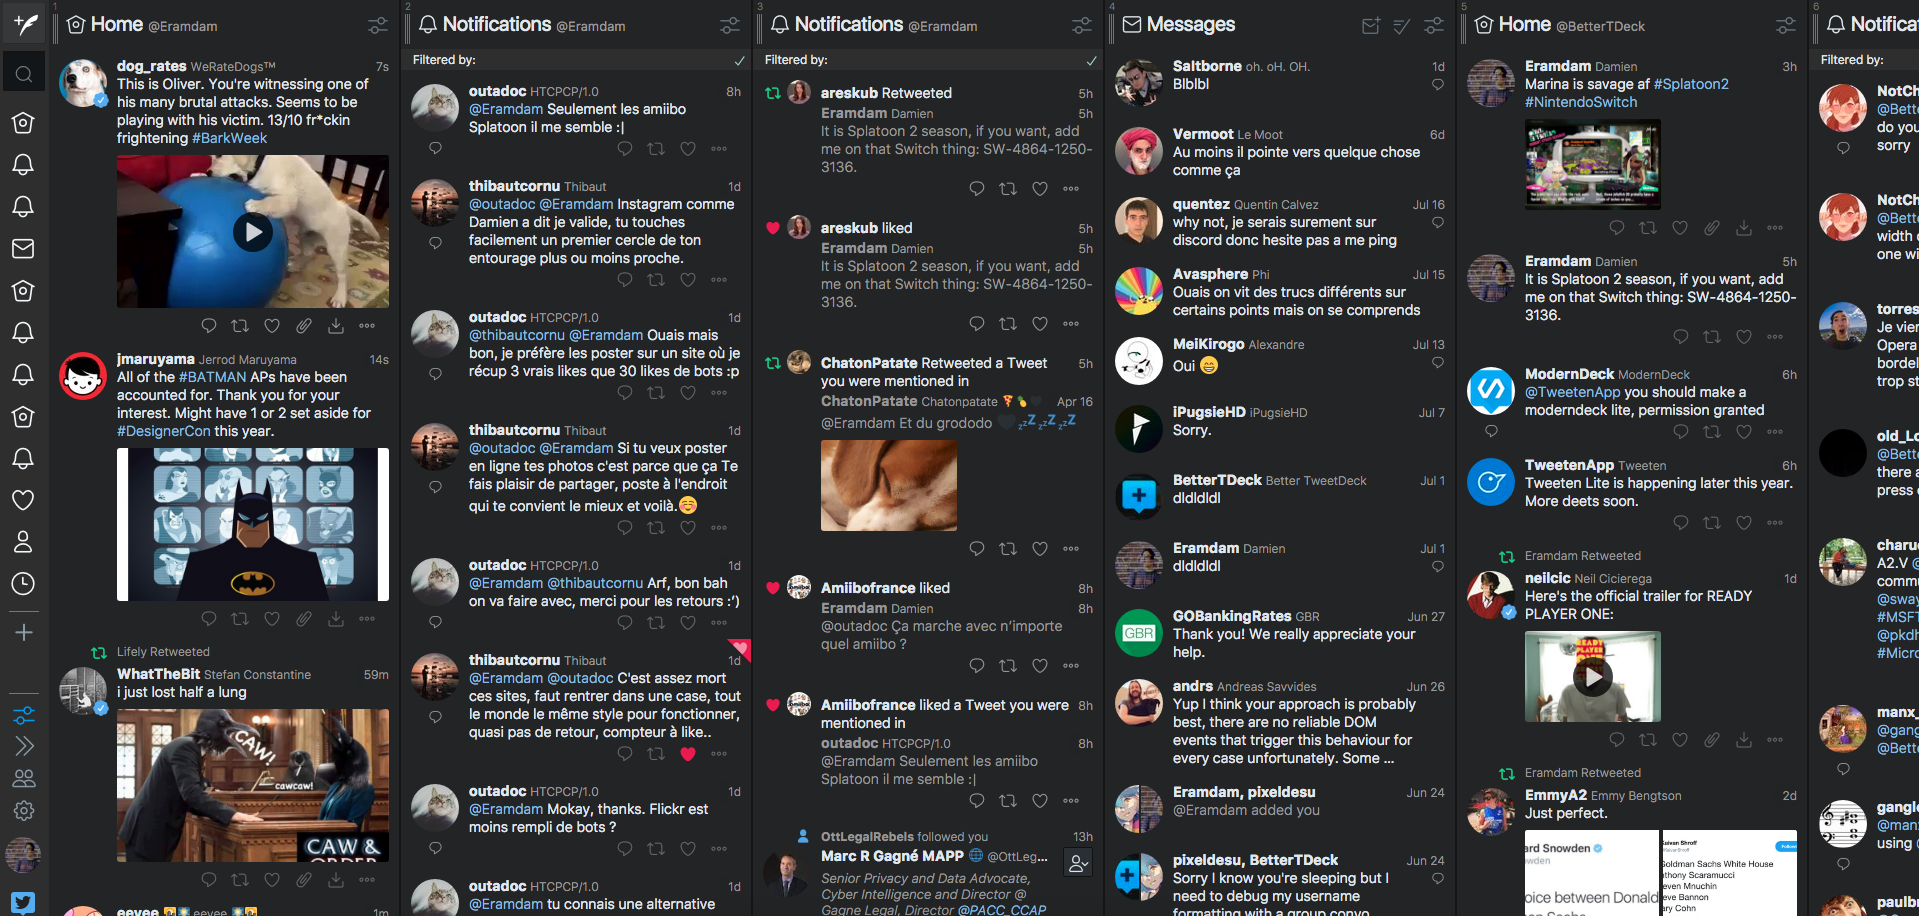 1
Home @Eramdam
dog_rates WeRateDogs™ 7s
This is Oliver. You're witnessing one of
his many brutal attacks. Seems to be
playing with his victim. 13/10 fr*ckin
frightening #BarkWeek
jmaruyama Jerrod Maruyama 14s
All of the #BATMAN APs have been
accounted for. Thank you for your
interest. Might have 1 or 2 set aside for
#DesignerCon this year.
Lifely Retweeted
WhatTheBit Stefan Constantine 59m
i just lost half a lung
CAW!
cawcaw!
CAW &
ORDER
eevee eevee 1m
2
Notifications @Eramdam
Filtered by:
outadoc HTCPCP/1.0 8h
@Eramdam Seulement les amiibo
Splatoon il me semble :|
thibautcornu Thibaut 1d
@outadoc @Eramdam Instagram comme
Damien a dit je valide, tu touches
facilement un premier cercle de ton
entourage plus ou moins proche.
outadoc HTCPCP/1.0 1d
@thibautcornu @Eramdam Ouais mais
bon, je préfère les poster sur un site où je
récup 3 vrais likes que 30 likes de bots :p
thibautcornu Thibaut 1d
@outadoc @Eramdam Si tu veux poster
en ligne tes photos c'est parce que ça Te
fais plaisir de partager, poste à l'endroit
qui te convient le mieux et voilà.☺️
outadoc HTCPCP/1.0 1d
@Eramdam @thibautcornu Arf, bon bah
on va faire avec, merci pour les retours :')
thibautcornu Thibaut 1d
@Eramdam @outadoc C'est assez mort
ces sites, faut rentrer dans une case, tout
le monde le même style pour fonctionner,
quasi pas de retour, compteur à like..
outadoc HTCPCP/1.0 1d
@Eramdam Mokay, thanks. Flickr est
moins rempli de bots ?
outadoc HTCPCP/1.0 1d
@Eramdam tu connais une alternative
3
Notifications @Eramdam
Filtered by:
areskub Retweeted 5h
Eramdam Damien 5h
It is Splatoon 2 season, if you want, add
me on that Switch thing: SW-4864-1250-
3136.
areskub liked 5h
Eramdam Damien 5h
It is Splatoon 2 season, if you want, add
me on that Switch thing: SW-4864-1250-
3136.
ChatonPatate Retweeted a Tweet 5h
you were mentioned in
ChatonPatate Chatonpatate 🍕🍍🖤 Apr 16
@Eramdam Et du grododo 🖤💤💤💤
Amiibofrance liked 8h
Eramdam Damien 8h
@outadoc Ça marche avec n'importe
quel amiibo ?
Amiibofrance liked a Tweet you were 8h
mentioned in
outadoc HTCPCP/1.0 8h
@Eramdam Seulement les amiibo
Splatoon il me semble :|
OttLegalRebels followed you 13h
Marc R Gagné MAPP 🌐 @OttLeg...
Senior Privacy and Data Advocate,
Cyber Intelligence and Director @
Gagne Legal, Director @PACC_CCAP
4
Messages
Saltborne oh. oH. OH. 1d
Blblbl
Vermoot Le Moot 6d
Au moins il pointe vers quelque chose
comme ça
quentez Quentin Calvez Jul 16
why not, je serais surement sur
discord donc hesite pas a me ping
Avasphere Phi Jul 15
Ouais on vit des trucs différents sur
certains points mais on se comprends
MeiKirogo Alexandre Jul 13
Oui 😁
iPugsieHD iPugsieHD Jul 7
Sorry.
BetterTDeck Better TweetDeck Jul 1
dldldldl
Eramdam Damien Jul 1
dldldldl
GBR
GOBankingRates GBR Jun 27
Thank you! We really appreciate your
help.
andrs Andreas Savvides Jun 26
Yup I think your approach is probably
best, there are no reliable DOM
events that trigger this behaviour for
every case unfortunately. Some ...
Eramdam, pixeldesu Jun 24
@Eramdam added you
pixeldesu, BetterTDeck Jun 24
Sorry I know you're sleeping but I
need to debug my username
formatting with a group convo
5
Home @BetterTDeck
Eramdam Damien 3h
Marina is savage af #Splatoon2
#NintendoSwitch
Eramdam Damien 5h
It is Splatoon 2 season, if you want, add
me on that Switch thing: SW-4864-1250-
3136.
ModernDeck ModernDeck 6h
@TweetenApp you should make a
moderndeck lite, permission granted
TweetenApp Tweeten 6h
Tweeten Lite is happening later this year.
More deets soon.
Eramdam Retweeted
neilcic Neil Cicierega 1d
Here's the official trailer for READY
PLAYER ONE:
READY
PLAYER
ONE
Eramdam Retweeted
EmmyA2 Emmy Bengtson 2d
Just perfect.
ard Snowden
owden
oice between Donald
Keivan Shroff
Goldman Sachs White House
nthony Scaramucci
even Mnuchin
eve Bannon
ary Cohn
6
Notificat
Filtered by:
NotCh
@Bette
do you
sorry
NotCh
@Bette
width o
one wi
torres
Je vier
Opera
bordel
trop st
old_Lo
@Bette
there a
press c
charuc
A2.V @
commu
@sway
#MSFT
@pkdh
#Micro
manx_
@gang
@Bette
gangle
@manx
using @
paulbr